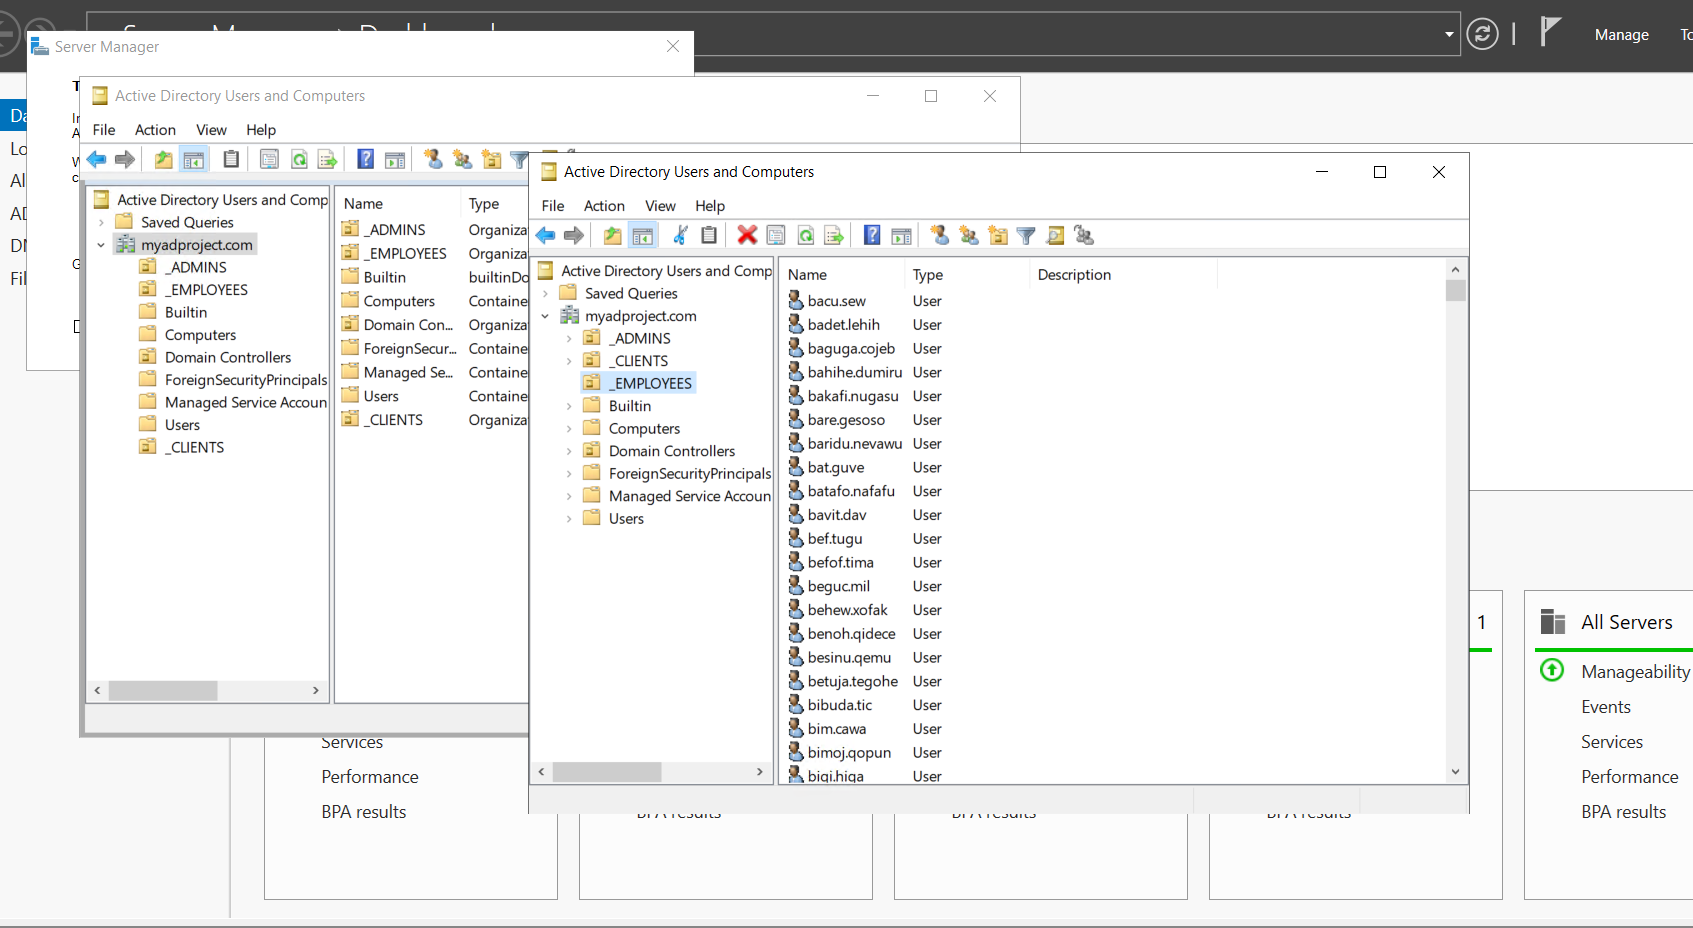 Manage
Server Manager
Active Directory Users and Computers
File Action View Help
Active Directory Users and Comp
Saved Queries
myadproject.com
_ADMINS
_EMPLOYEES
Builtin
Computers
Domain Controllers
ForeignSecurityPrincipals
Managed Service Accoun
Users
_CLIENTS
Name Type
_ADMINS Organiza
_EMPLOYEES Organiza
Builtin builtinDo
Computers Containe
Domain Con... Organiza
ForeignSecur... Containe
Managed Se... Containe
Users Containe
_CLIENTS Organiza
Active Directory Users and Computers
File Action View Help
Active Directory Users and Comp
Saved Queries
myadproject.com
_ADMINS
_CLIENTS
_EMPLOYEES
Builtin
Computers
Domain Controllers
ForeignSecurityPrincipals
Managed Service Accoun
Users
Name Type Description
bacu.sew User
badet.lehih User
baguga.cojeb User
bahihe.dumiru User
bakafi.nugasu User
bare.gesoso User
baridu.nevawu User
bat.guve User
batafo.nafafu User
bavit.dav User
bef.tugu User
befof.tima User
beguc.mil User
behew.xofak User
benoh.qidece User
besinu.qemu User
betuja.tegohe User
bibuda.tic User
bim.cawa User
bimoj.qopun User
biqi.higa User
Services
Performance
BPA results
BPA results
BPA results
BPA results
1
All Servers
Manageability
Events
Services
Performance
BPA results